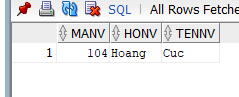 SQL | All Rows Fetche
MANV HONV TENNV
1 104 Hoang Cuc